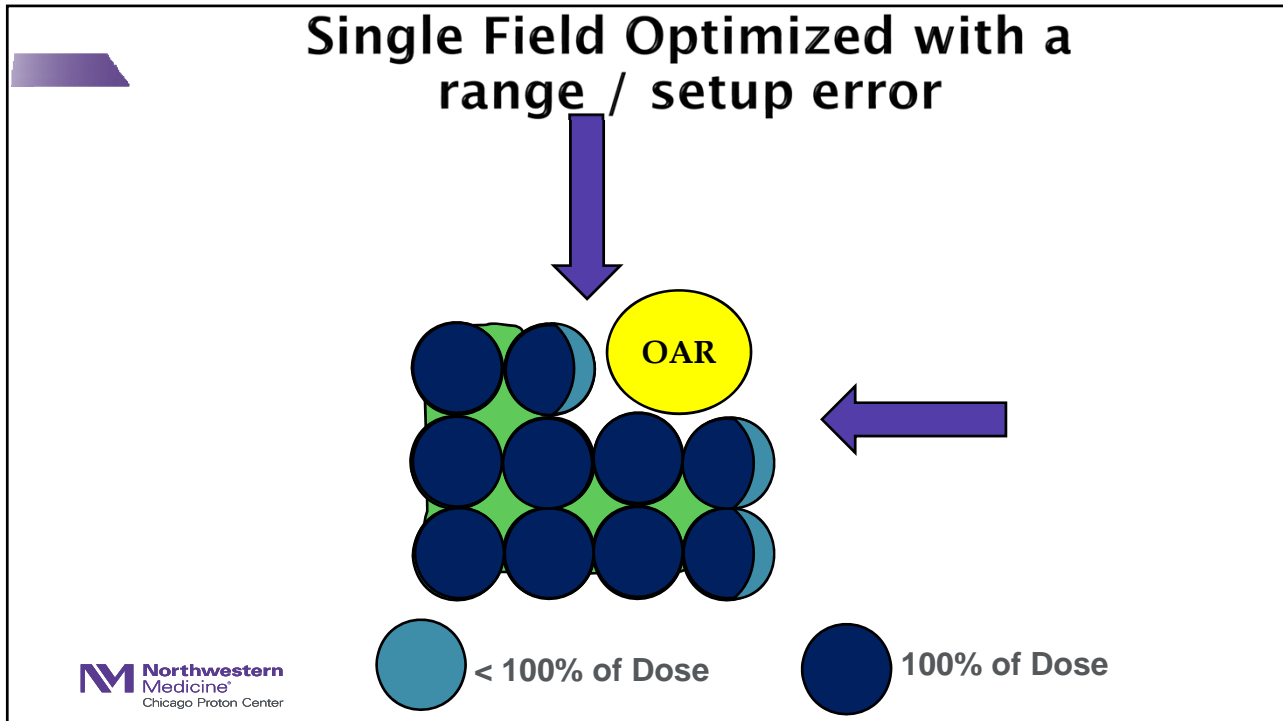 Single Field Optimized with a
range / setup error
OAR
< 100% of Dose
100% of Dose
Northwestern
Medicine®
Chicago Proton Center